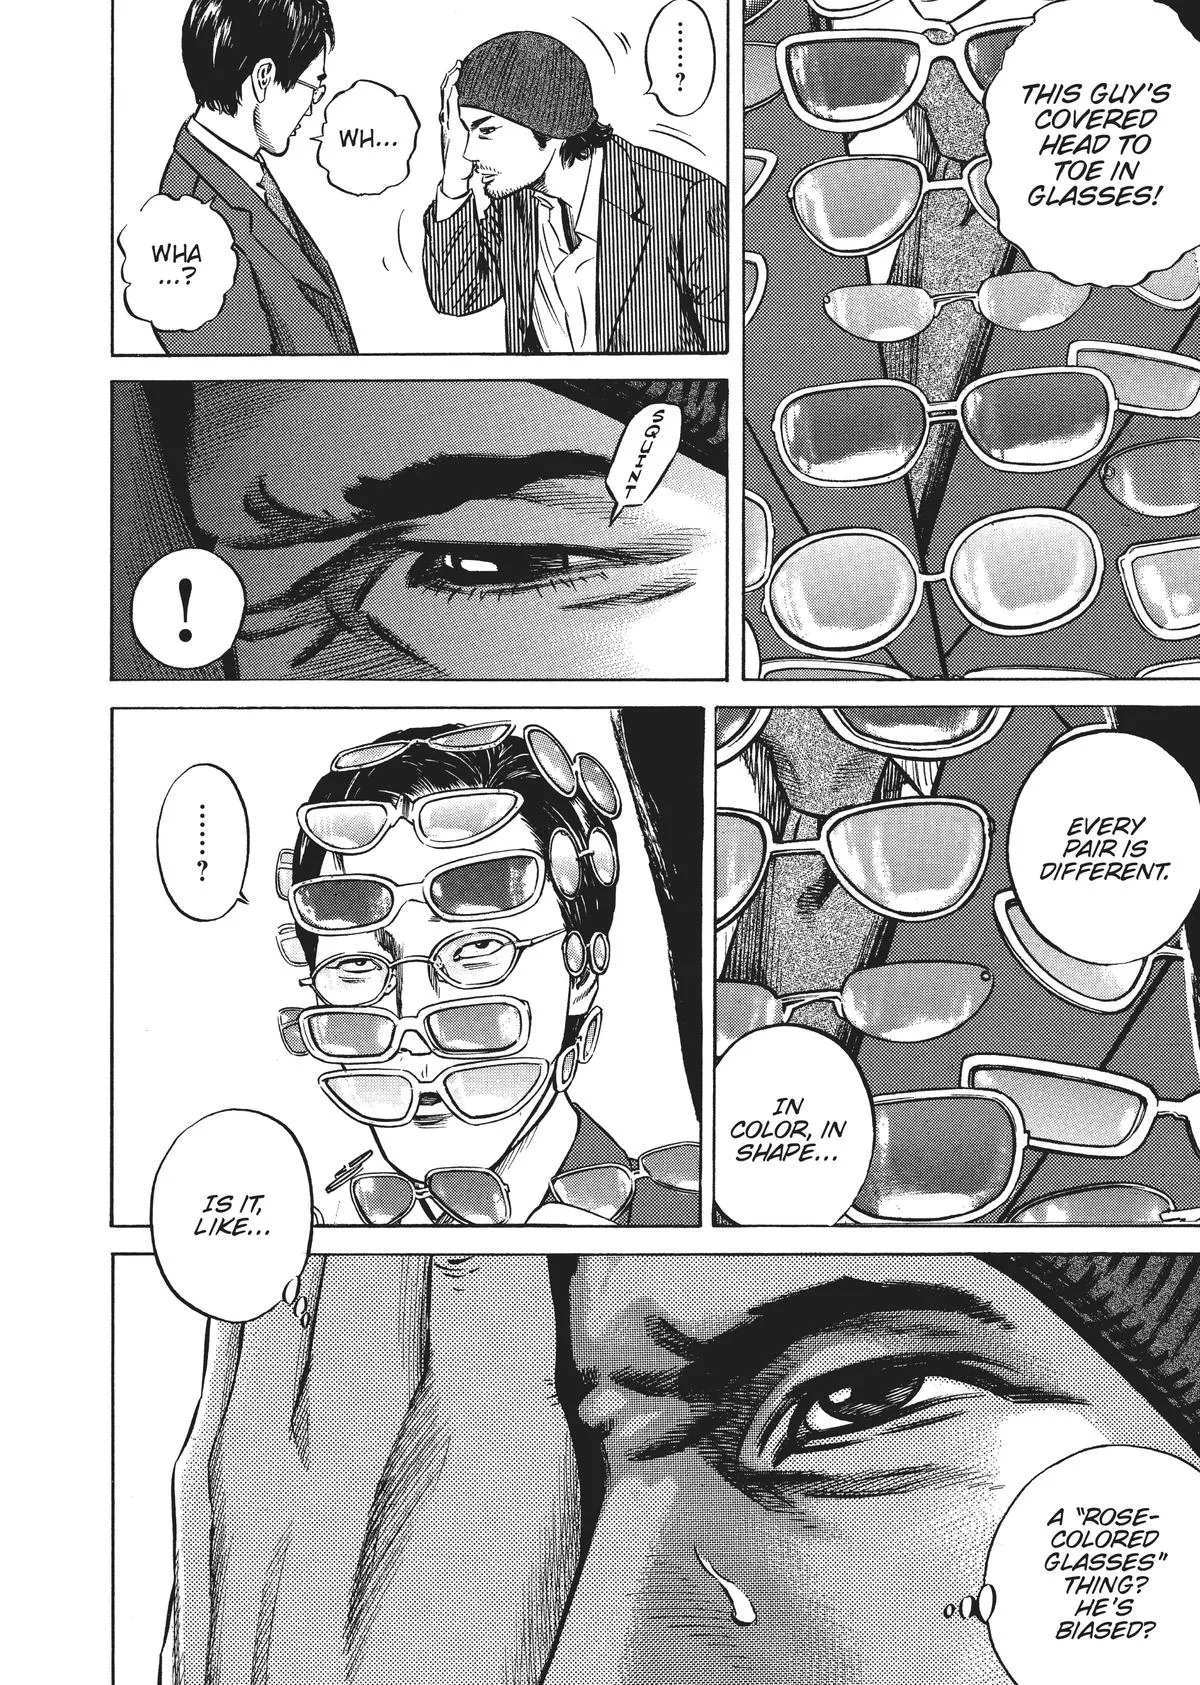 THIS GUY'S
COVERED
HEAD TO
TOE IN
GLASSES!
......?
WH...
WHA
...?
SQUINT
!
EVERY
PAIR IS
DIFFERENT.
IN
COLOR, IN
SHAPE...
......?
IS IT,
LIKE...
A "ROSE-
COLORED
GLASSES"
THING?
HE'S
BIASED?